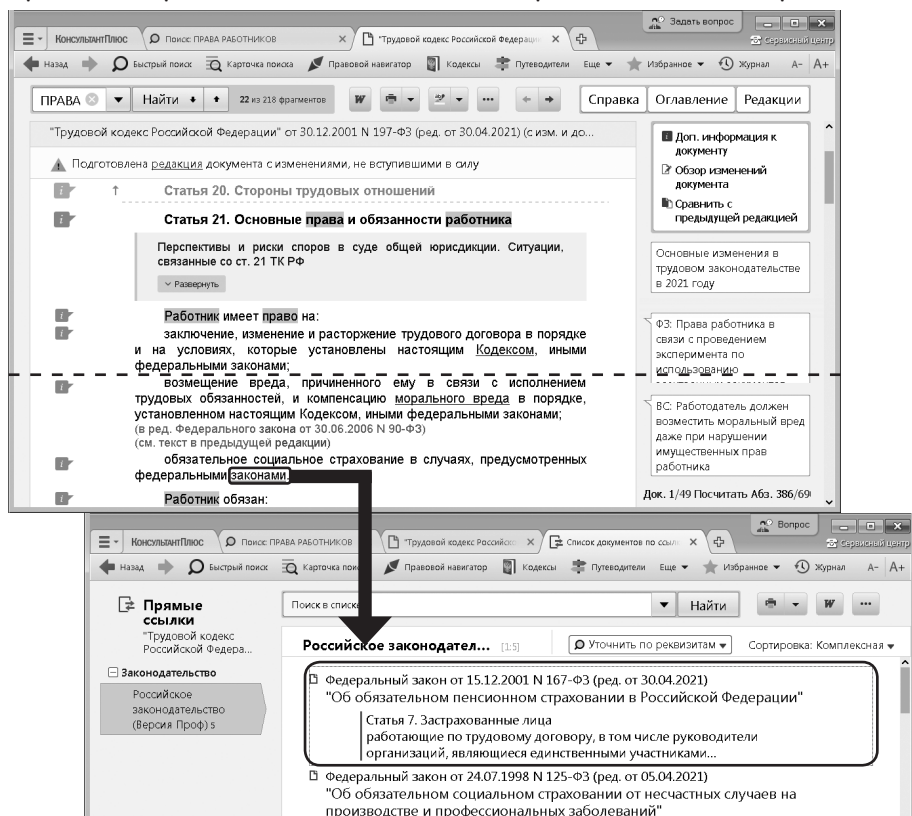 Задать вопрос
КОНСУЛЬТАНТПЛЮС
Поиск: ПРАВА РАБОТНИКОВ
"Трудовой кодекс Российской Федераци
Сервисный центр
Назад
Быстрый поиск
Карточка поиска
Правовой навигатор
Кодексы
Путеводители
Еще
Избранное
Журнал
А- А+
ПРАВА
Найти
22 из 218 фрагментов
W
Справка
Оглавление
Редакции
"Трудовой кодекс Российской Федерации" от 30.12.2001 N 197-ФЗ (ред. от 30.04.2021) (с изм. и до...
Подготовлена редакция документа с изменениями, не вступившими в силу
Статья 20. Стороны трудовых отношений
Статья 21. Основные права и обязанности работника
Перспективы и риски споров в суде общей юрисдикции. Ситуации,
связанные со ст. 21 ТК РФ
Развернуть
Работник имеет право на:
заключение, изменение и расторжение трудового договора в порядке
и на условиях, которые установлены настоящим Кодексом, иными
федеральными законами;
возмещение вреда, причиненного ему в связи с исполнением
трудовых обязанностей, и компенсацию морального вреда в порядке,
установленном настоящим Кодексом, иными федеральными законами;
(в ред. Федерального закона от 30.06.2006 N 90-ФЗ)
(см. текст в предыдущей редакции)
обязательное социальное страхование в случаях, предусмотренных
федеральными законами.
Работник обязан:
Доп. информация к
документу
Обзор изменений
документа
Сравнить с
предыдущей редакцией
Основные изменения в
трудовом законодательстве
в 2021 году
ФЗ: Права работника в
связи с проведением
эксперимента по
использованию
ВС: Работодатель должен
возместить моральный вред
даже при нарушении
имущественных прав
работника
Док. 1/49 Посчитать Абз. 386/69
Вопрос
КОНСУЛЬТАНТПЛЮС
Поиск: ПРАВА РАБОТНИКОВ
"Трудовой кодекс Российско
Список документов по ссылк
Сервисный центр
Назад
Быстрый поиск
Карточка поис
Правовой навигатор
Кодексы
Путеводители
Еще
Избранное
Журнал
А- А+
Прямые
ссылки
"Трудовой кодекс
Российской Федера...
Законодательство
Российское
законодательство
(Версия Проф) 5
Поиск в списк
Найти
W
Российское законодател... [1:5]
Уточнить по реквизитам
Сортировка: Комплексная
Федеральный закон от 15.12.2001 N 167-ФЗ (ред. от 30.04.2021)
"Об обязательном пенсионном страховании в Российской Федерации"
Статья 7. Застрахованные лица
работающие по трудовому договору, в том числе руководители
организаций, являющиеся единственными участниками...
Федеральный закон от 24.07.1998 N 125-ФЗ (ред. от 05.04.2021)
"Об обязательном социальном страховании от несчастных случаев на
производстве и профессиональных заболеваний"